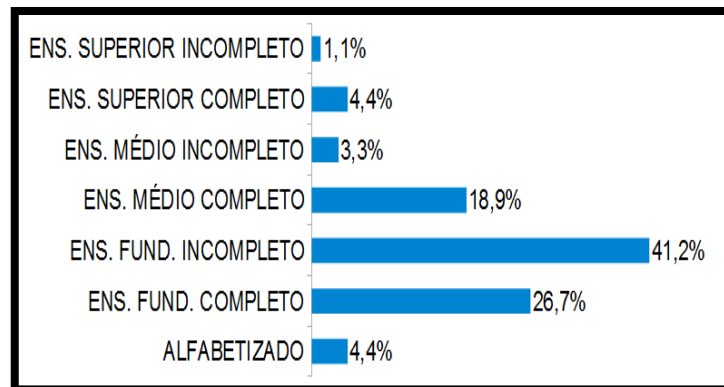 ENS. SUPERIOR INCOMPLETO 1,1%
ENS. SUPERIOR COMPLETO 4,4%
ENS. MÉDIO INCOMPLETO 3,3%
ENS. MÉDIO COMPLETO 18,9%
ENS. FUND. INCOMPLETO 41,2%
ENS. FUND. COMPLETO 26,7%
ALFABETIZADO 4,4%